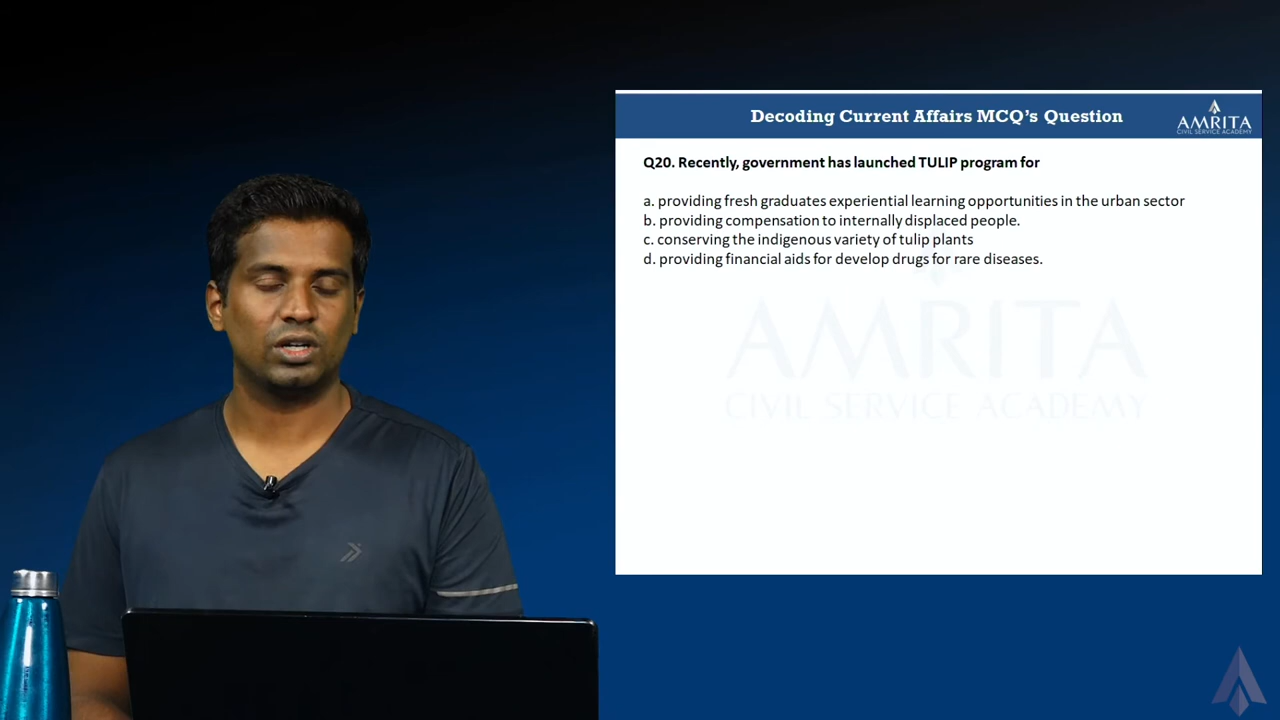 Decoding Current Affairs MCQ's Question
AMRITA
CIVIL SERVICE ACADEMY
Q20. Recently, government has launched TULIP program for
a. providing fresh graduates experiential learning opportunities in the urban sector
b. providing compensation to internally displaced people.
c. conserving the indigenous variety of tulip plants
d. providing financial aids for develop drugs for rare diseases.
AMRITA
CIVIL SERVICE ACADEMY